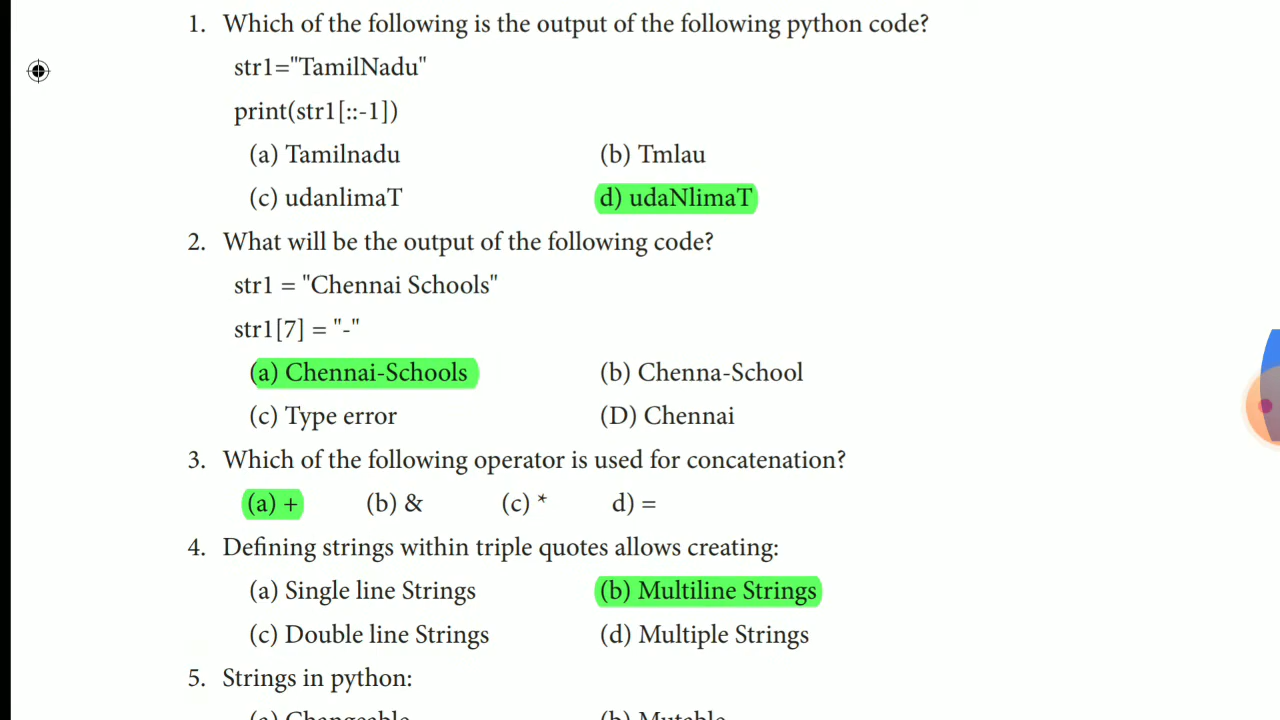 1. Which of the following is the output of the following python code?
str1="TamilNadu"
print(str1[::-1])
(a) Tamilnadu (b) Tmlau
(c) udanlimaT d) udaNlimaT
2. What will be the output of the following code?
str1 = "Chennai Schools"
str1[7] = "-"
(a) Chennai-Schools (b) Chenna-School
(c) Type error (D) Chennai
3. Which of the following operator is used for concatenation?
(a) + (b) & (c) * d) =
4. Defining strings within triple quotes allows creating:
(a) Single line Strings (b) Multiline Strings
(c) Double line Strings (d) Multiple Strings
5. Strings in python:
(a) Changeable (b) Mutable